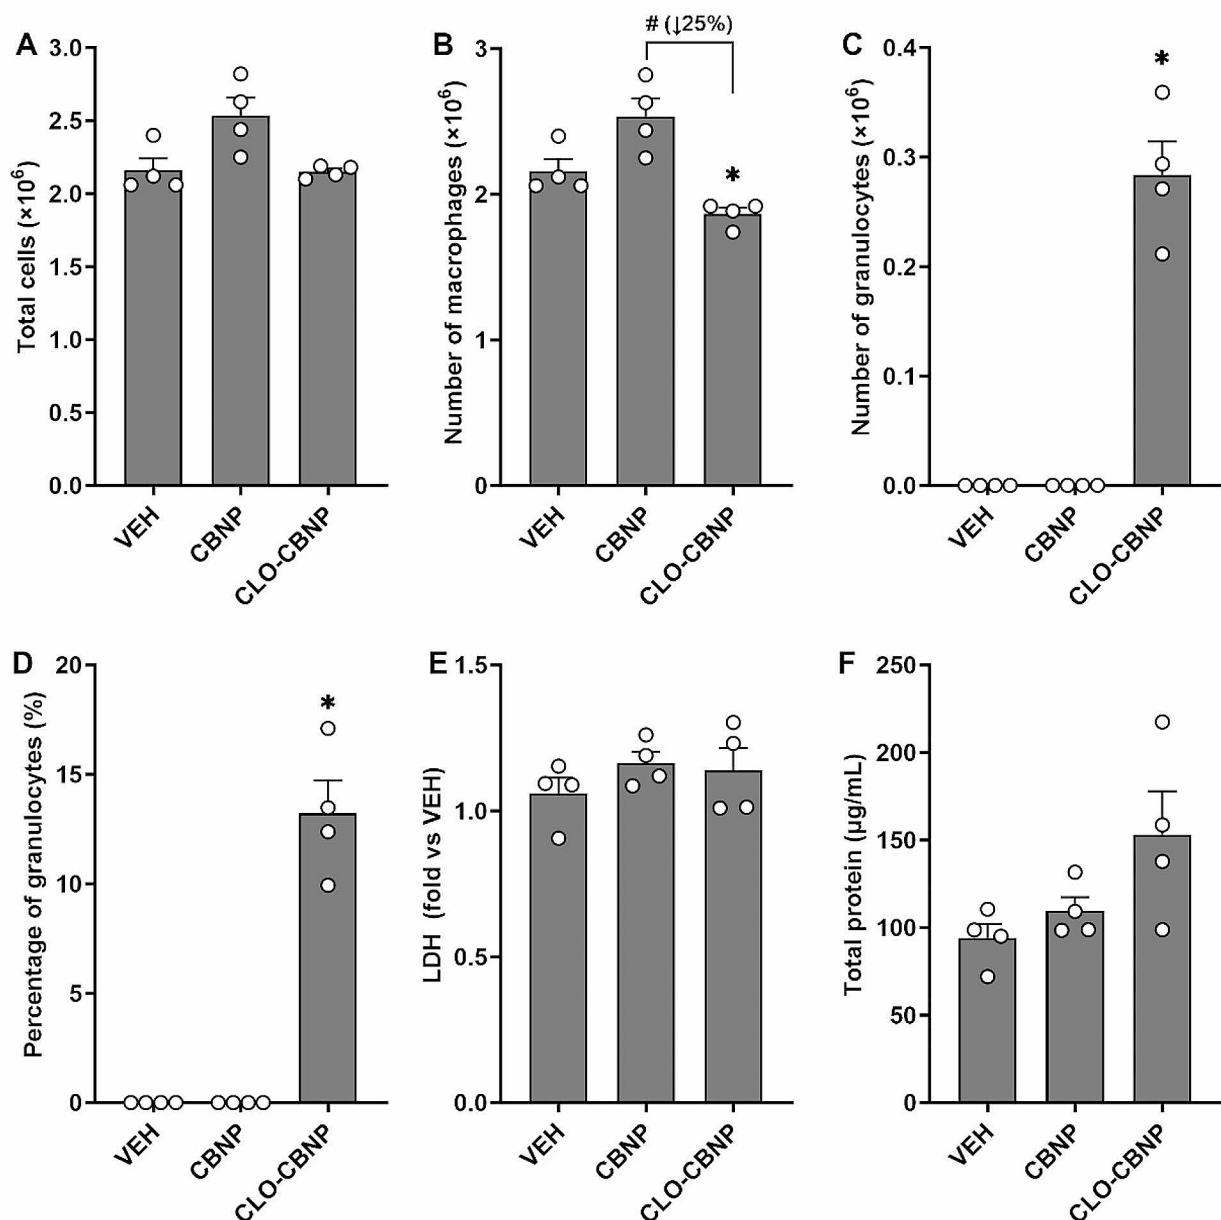 A
Total cells (×10⁶)
3.0
2.5
2.0
1.5
1.0
0.5
0.0
VEH
CBNP
CLO-CBNP
B
# (↓25%)
Number of macrophages (×10⁶)
3
2
1
0
*
VEH
CBNP
CLO-CBNP
C
Number of granulocytes (×10⁶)
0.4
0.3
0.2
0.1
0.0
*
VEH
CBNP
CLO-CBNP
D
Percentage of granulocytes (%)
20
15
10
5
0
*
VEH
CBNP
CLO-CBNP
E
LDH (fold vs VEH)
1.5
1.0
0.5
0.0
VEH
CBNP
CLO-CBNP
F
Total protein (µg/mL)
250
200
150
100
50
0
VEH
CBNP
CLO-CBNP